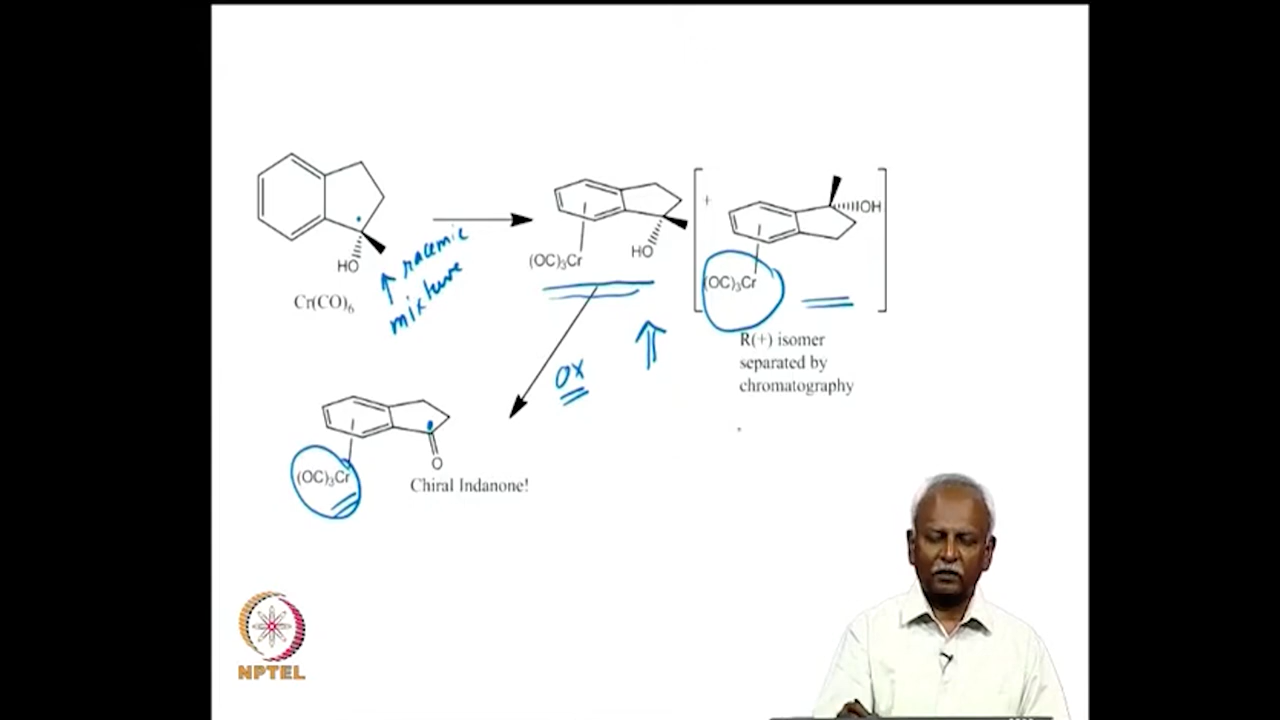 HO
Cr(CO)6
racemic
mixture
(OC)3Cr
HO
+
OH
(OC)3Cr
R(+) isomer
separated by
chromatography
OX
(OC)3Cr
O
Chiral Indanone!
NPTEL